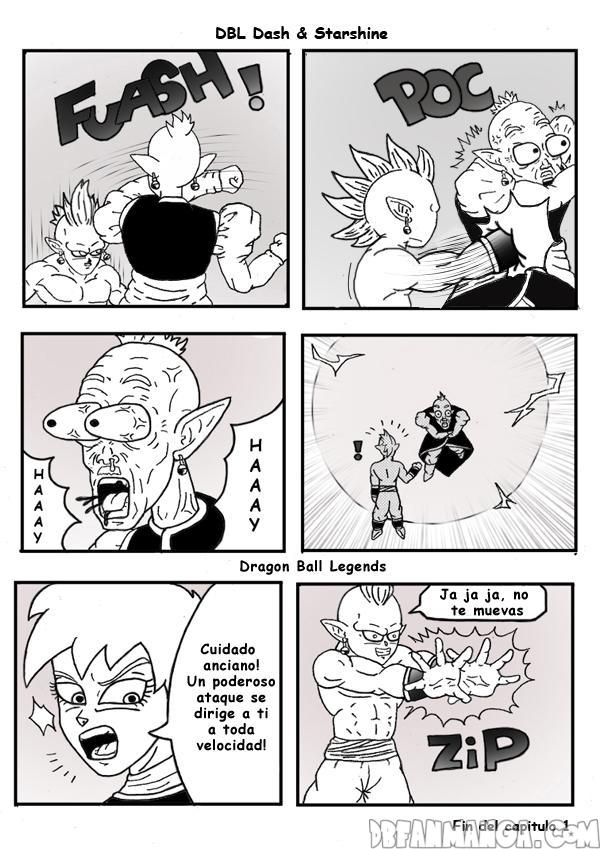 DBL Dash & Starshine
FUASH!
POC
HAAAY
HAAAY
!
Dragon Ball Legends
Cuidado
anciano!
Un poderoso
ataque se
dirige a ti
a toda
velocidad!
Ja ja ja, no
te muevas
ZiP
Fin del capitulo 1
DBFANMANGA.COM